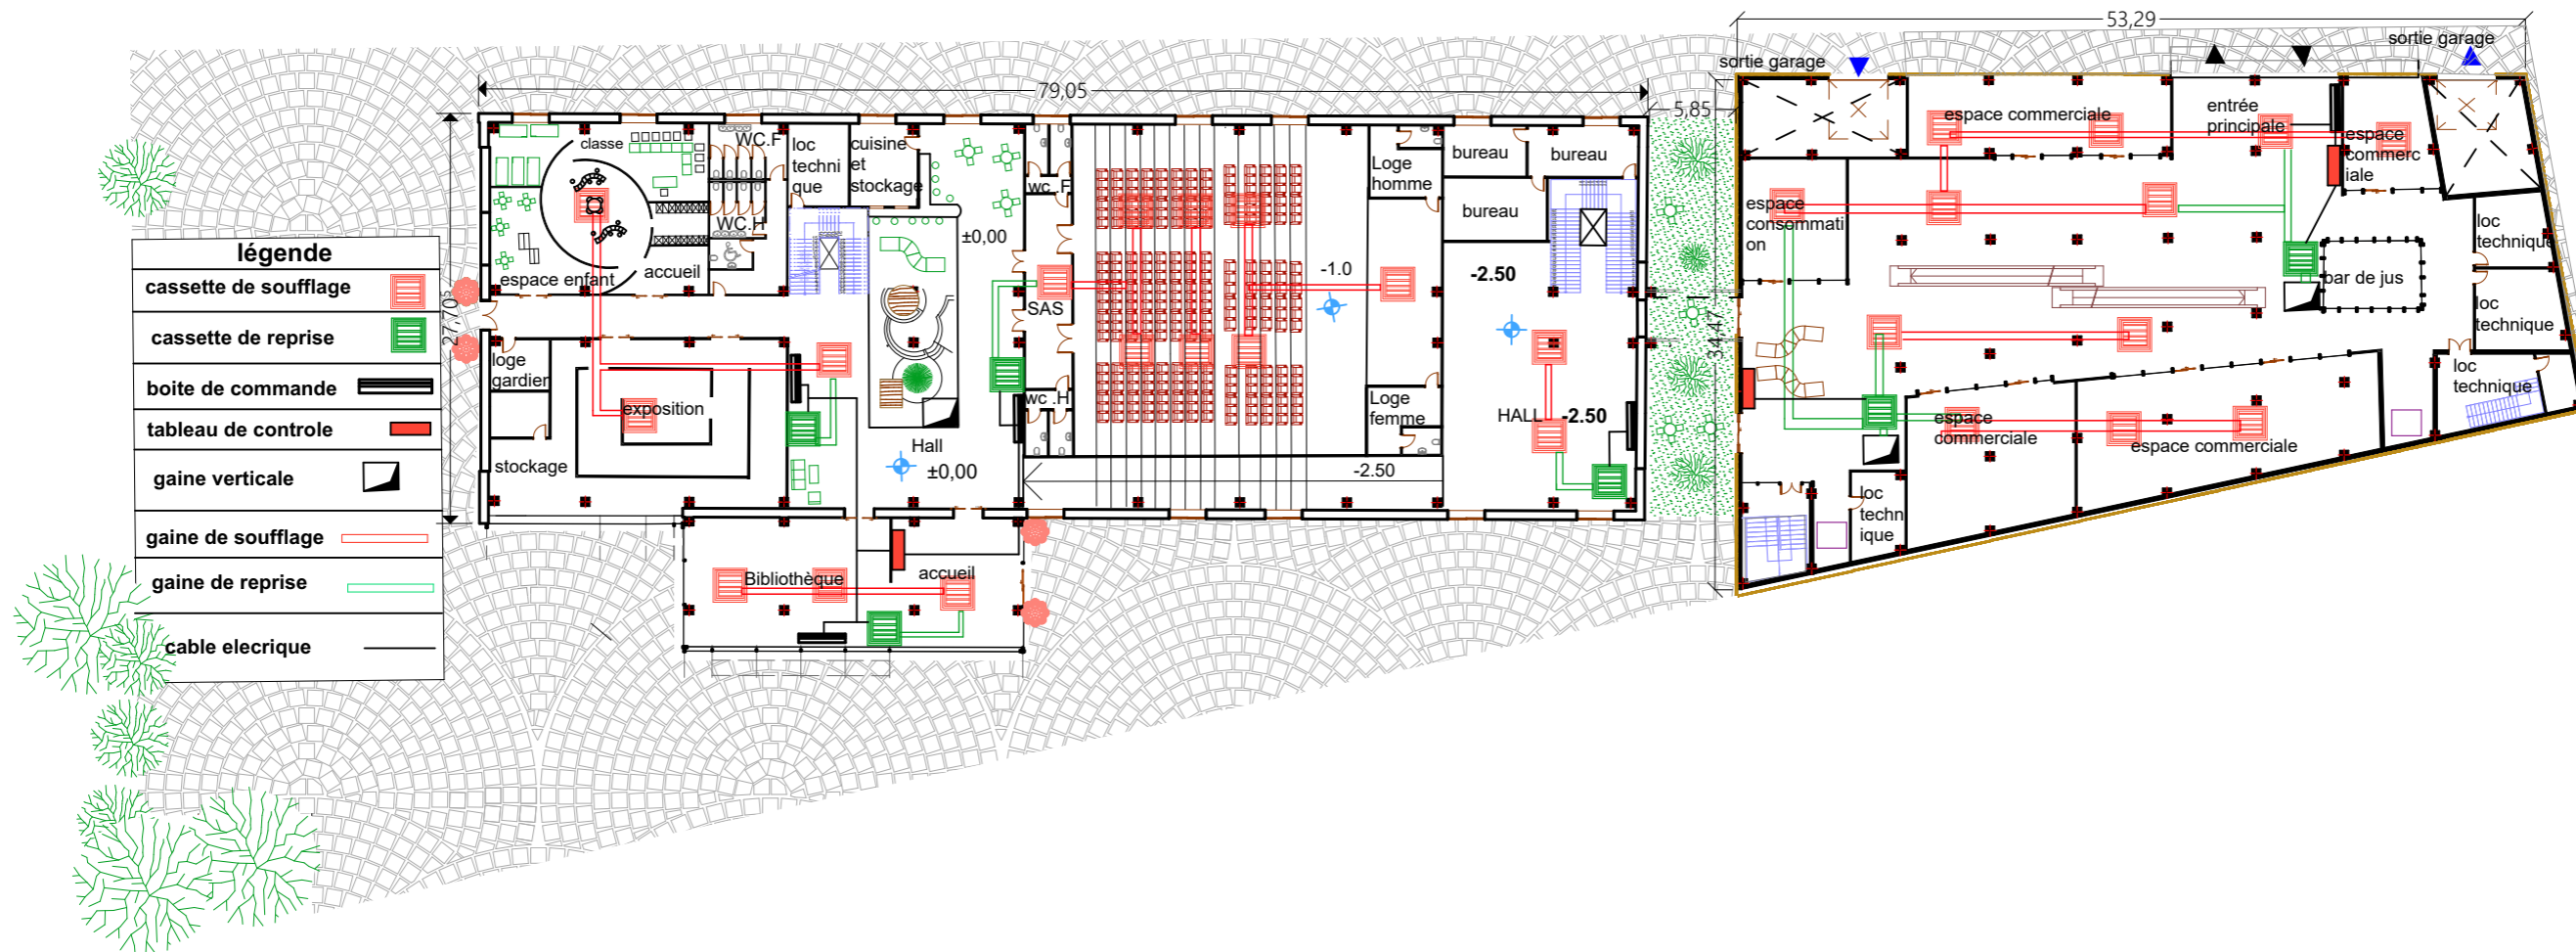 légende
cassette de soufflage
cassette de reprise
boite de commande
tableau de controle
gaine verticale
gaine de soufflage
gaine de reprise
cable elecrique
79,05
27,70⁵
classe
WC.F
WC.H
espace enfant
accueil
loc
techni
que
cuisine
et
stockage
±0,00
wc .F
SAS
wc .H
loge
gardier
exposition
stockage
Hall
±0,00
Bibliothèque
accueil
-1.0
-2.50
Loge
homme
Loge
femme
bureau
bureau
bureau
-2.50
HALL
-2.50
5,85
53,29
34,47
sortie garage
sortie garage
espace commerciale
entrée
principale
espace
commerc
iale
espace
consommati
on
loc
technique
bar de jus
loc
technique
loc
technique
espace
commerciale
espace commerciale
loc
techn
ique